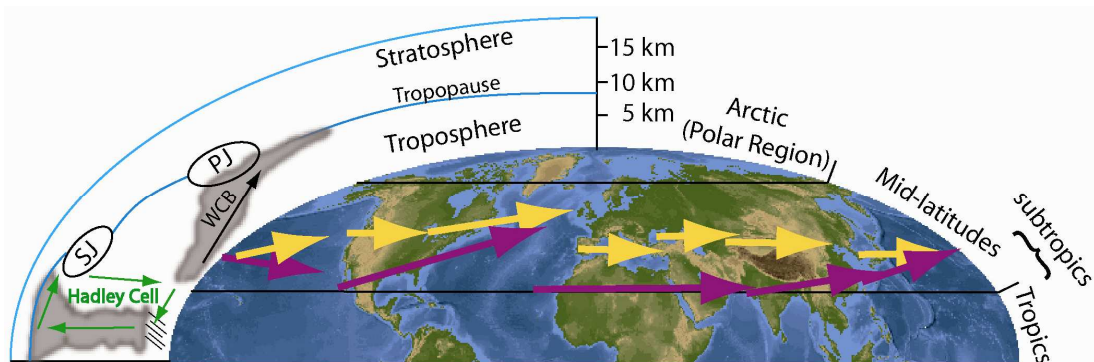 Stratosphere
15 km
Tropopause
10 km
5 km
Troposphere
Arctic
(Polar Region)
PJ
WCB
Mid-latitudes
subtropics
SJ
Hadley Cell
Tropics